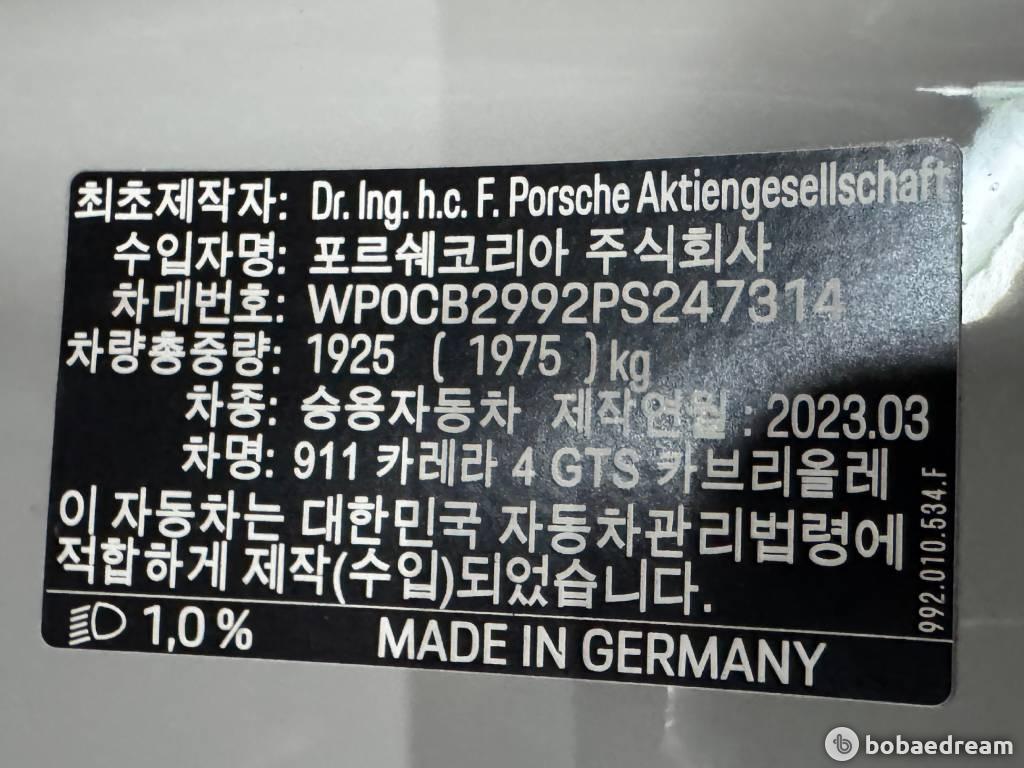 최초제작자: Dr. Ing. h.c. F. Porsche Aktiengesellschaft
수입자명: 포르쉐코리아 주식회사
차대번호: WP0CB2992PS247314
차량총중량: 1925 ( 1975 ) kg
차종: 승용자동차 제작연월 : 2023.03
차명: 911 카레라 4 GTS 카브리올레
이 자동차는 대한민국 자동차관리법령에
적합하게 제작(수입)되었습니다.
992.010.534.F
1,0 %
MADE IN GERMANY
bobaedream